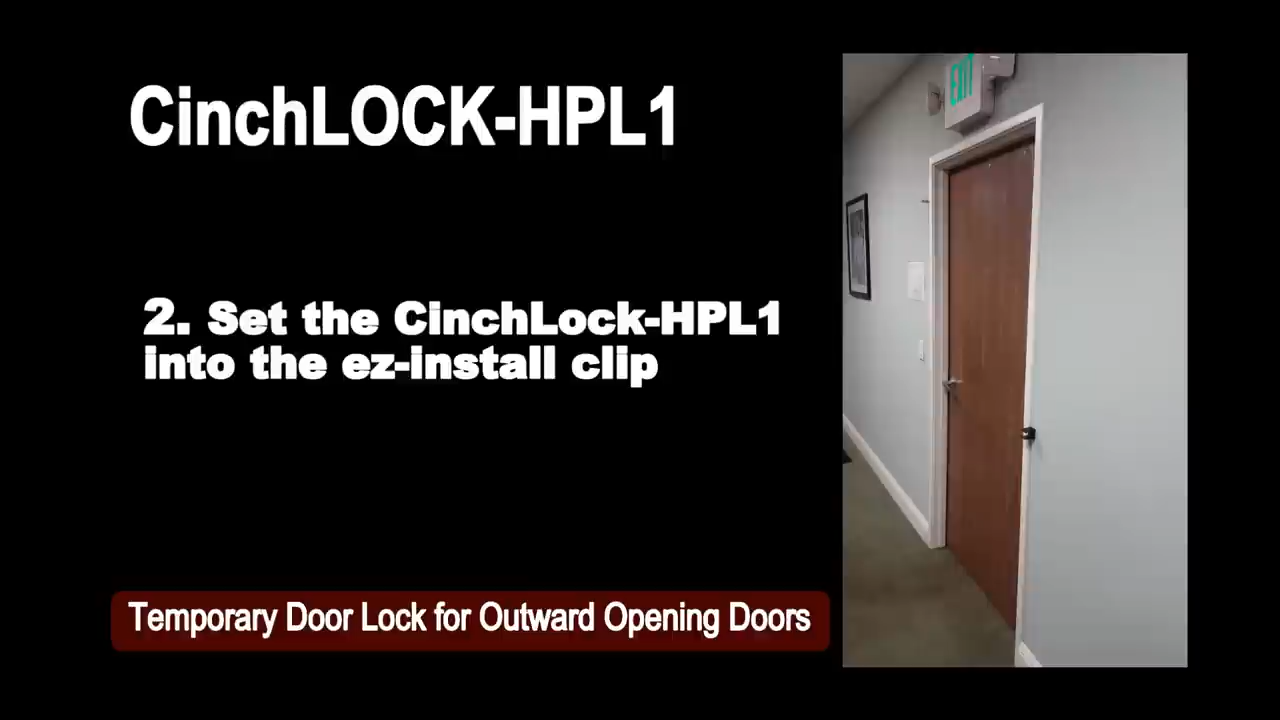 CinchLOCK-HPL1
EXIT
2. Set the CinchLock-HPL1
into the ez-install clip
Temporary Door Lock for Outward Opening Doors